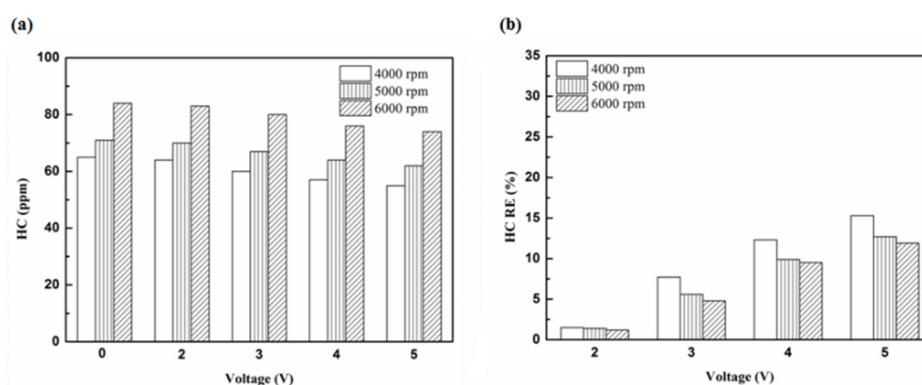 (a)
HC (ppm)
100
80
60
40
20
0
4000 rpm
5000 rpm
6000 rpm
0 2 3 4 5
Voltage (V)
(b)
HC RE (%)
35
30
25
20
15
10
5
0
4000 rpm
5000 rpm
6000 rpm
2 3 4 5
Voltage (V)